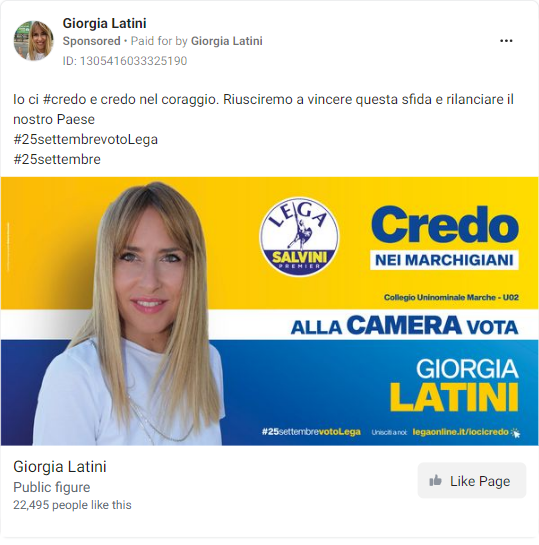 Giorgia Latini
Sponsored • Paid for by Giorgia Latini
ID: 1305416033325190
Io ci #credo e credo nel coraggio. Riusciremo a vincere questa sfida e rilanciare il
nostro Paese
#25settembrevotoLega
#25settembre
LEGA
SALVINI
PREMIER
Credo
NEI MARCHIGIANI
Collegio Uninominale Marche - U02
ALLA CAMERA VOTA
GIORGIA
LATINI
#25settembrevotoLega Unisciti a noi: legaonline.it/iocicredo
Giorgia Latini
Public figure
22,495 people like this
Like Page